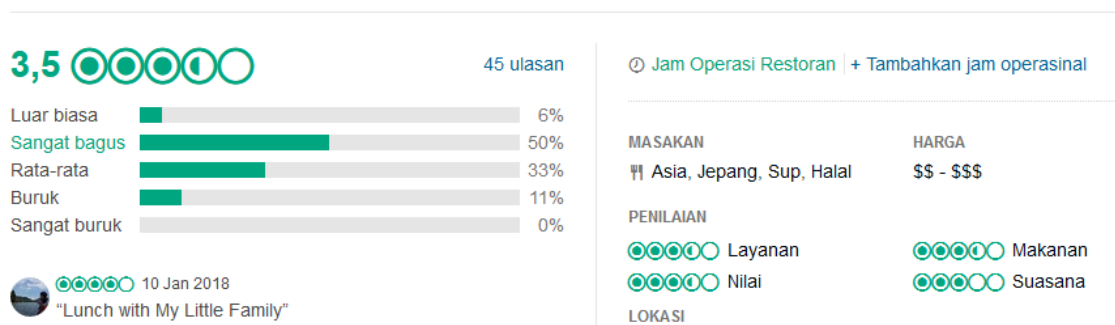 3,5
45 ulasan
Luar biasa 6%
Sangat bagus 50%
Rata-rata 33%
Buruk 11%
Sangat buruk 0%
10 Jan 2018
“Lunch with My Little Family”
Jam Operasi Restoran + Tambahkan jam operasinal
MASAKAN HARGA
Asia, Jepang, Sup, Halal $$ - $$$
PENILAIAN
Layanan Makanan
Nilai Suasana
LOKASI